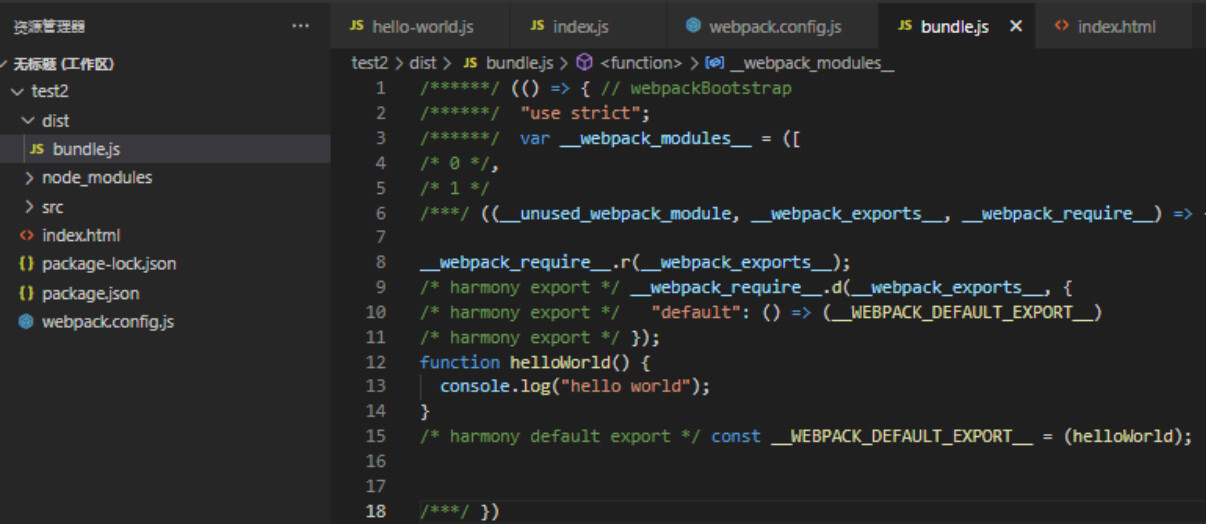 资源管理器 ···
无标题 (工作区)
test2
dist
JS bundle.js
node_modules
src
<> index.html
{} package-lock.json
{} package.json
webpack.config.js
JS hello-world.js JS index.js webpack.config.js JS bundle.js × <> index.html
test2 > dist > JS bundle.js > <function> > __webpack_modules__
1 /******/ (() => { // webpackBootstrap
2 /******/ "use strict";
3 /******/ var __webpack_modules__ = ([
4 /* 0 */,
5 /* 1 */
6 /***/ ((__unused_webpack_module, __webpack_exports__, __webpack_require__) =>
7
8 __webpack_require__.r(__webpack_exports__);
9 /* harmony export */ __webpack_require__.d(__webpack_exports__, {
10 /* harmony export */   "default": () => (__WEBPACK_DEFAULT_EXPORT__)
11 /* harmony export */ });
12 function helloWorld() {
13   console.log("hello world");
14 }
15 /* harmony default export */ const __WEBPACK_DEFAULT_EXPORT__ = (helloWorld);
16
17
18 /***/ })